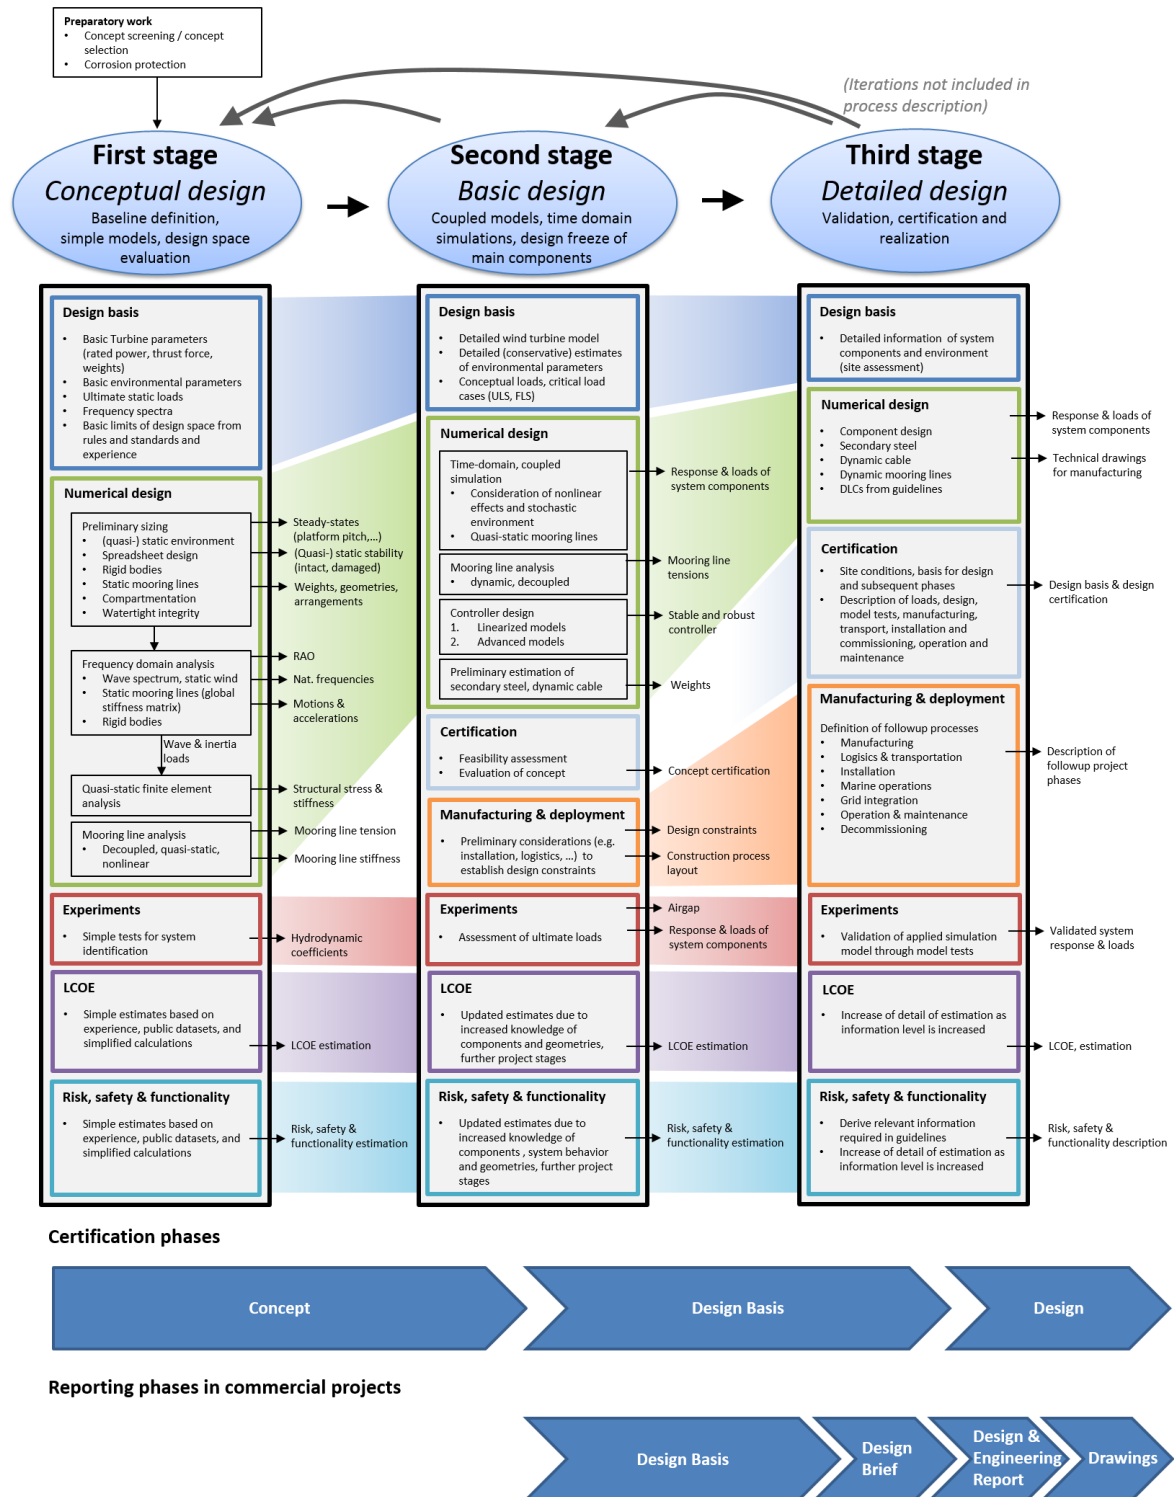 Preparatory work
• Concept screening / concept
selection
• Corrosion protection
(Iterations not included in
process description)
First stage
Conceptual design
Baseline definition,
simple models, design space
evaluation
Second stage
Basic design
Coupled models, time domain
simulations, design freeze of
main components
Third stage
Detailed design
Validation, certification and
realization
Design basis
• Basic Turbine parameters
(rated power, thrust force,
weights)
• Basic environmental parameters
• Ultimate static loads
• Frequency spectra
• Basic limits of design space from
rules and standards and
experience
Numerical design
Preliminary sizing
• (quasi-) static environment
• Spreadsheet design
• Rigid bodies
• Static mooring lines
• Compartmentation
• Watertight integrity
Steady-states
(platform pitch,...)
(Quasi-) static stability
(intact, damaged)
Weights, geometries,
arrangements
Frequency domain analysis
• Wave spectrum, static wind
• Static mooring lines (global
stiffness matrix)
• Rigid bodies
RAO
Nat. frequencies
Motions &
accelerations
Wave & inertia
loads
Quasi-static finite element
analysis
Structural stress &
stiffness
Mooring line analysis
• Decoupled, quasi-static,
nonlinear
Mooring line tension
Mooring line stiffness
Experiments
• Simple tests for system
identification
Hydrodynamic
coefficients
LCOE
• Simple estimates based on
experience, public datasets, and
simplified calculations
LCOE estimation
Risk, safety & functionality
• Simple estimates based on
experience, public datasets, and
simplified calculations
Risk, safety &
functionality estimation
Design basis
• Detailed wind turbine model
• Detailed (conservative) estimates
of environmental parameters
• Conceptual loads, critical load
cases (ULS, FLS)
Numerical design
Time-domain, coupled
simulation
• Consideration of nonlinear
effects and stochastic
environment
• Quasi-static mooring lines
Response & loads of
system components
Mooring line analysis
• dynamic, decoupled
Mooring line
tensions
Controller design
1. Linearized models
2. Advanced models
Stable and robust
controller
Preliminary estimation of
secondary steel, dynamic cable
Weights
Certification
• Feasibility assessment
• Evaluation of concept
Concept certification
Manufacturing & deployment
• Preliminary considerations (e.g.
installation, logistics, ...) to
establish design constraints
Design constraints
Construction process
layout
Experiments
• Assessment of ultimate loads
Airgap
Response & loads of
system components
LCOE
• Updated estimates due to
increased knowledge of
components and geometries,
further project stages
LCOE estimation
Risk, safety & functionality
• Updated estimates due to
increased knowledge of
components , system behavior
and geometries, further project
stages
Risk, safety &
functionality estimation
Design basis
• Detailed information of system
components and environment
(site assessment)
Numerical design
• Component design
• Secondary steel
• Dynamic cable
• Dynamic mooring lines
• DLCs from guidelines
Response & loads of
system components
Technical drawings
for manufacturing
Certification
• Site conditions, basis for design
and subsequent phases
• Description of loads, design,
model tests, manufacturing,
transport, installation and
commissioning, operation and
maintenance
Design basis & design
certification
Manufacturing & deployment
Definition of followup processes
• Manufacturing
• Logisics & transportation
• Installation
• Marine operations
• Grid integration
• Operation & maintenance
• Decommissioning
Description of
followup project
phases
Experiments
• Validation of applied simulation
model through model tests
Validated system
response & loads
LCOE
• Increase of detail of estimation as
information level is increased
LCOE, estimation
Risk, safety & functionality
• Derive relevant information
required in guidelines
• Increase of detail of estimation as
information level is increased
Risk, safety &
functionality description
Certification phases
Concept
Design Basis
Design
Reporting phases in commercial projects
Design Basis
Design
Brief
Design &
Engineering
Report
Drawings